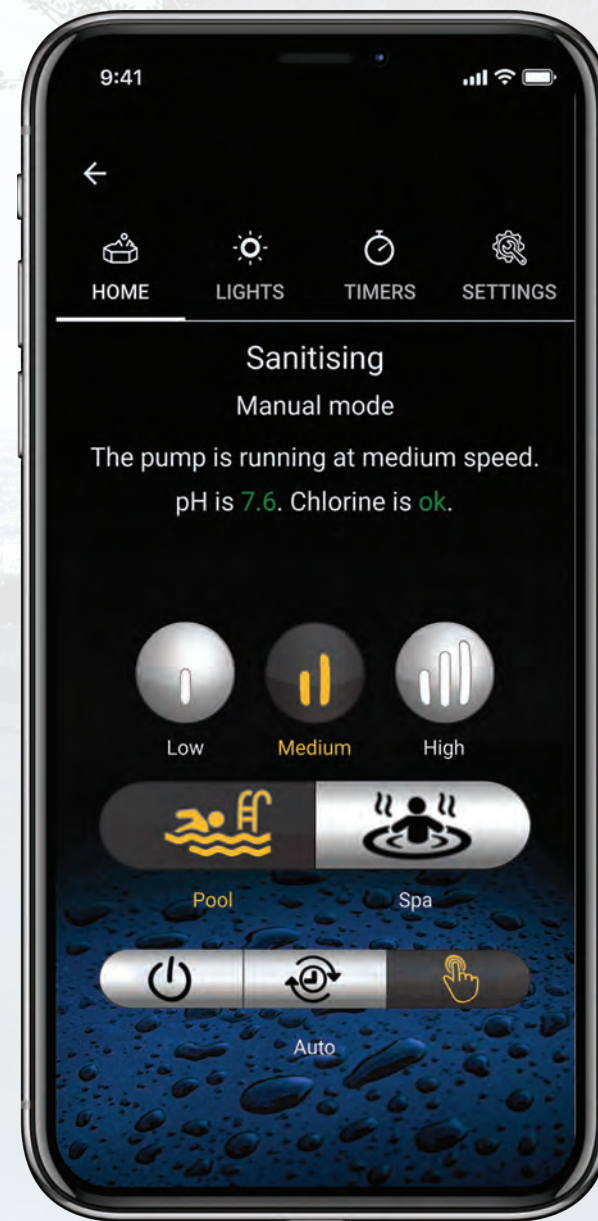 9:41
HOME LIGHTS TIMERS SETTINGS
Sanitising
Manual mode
The pump is running at medium speed.
pH is 7.6. Chlorine is ok.
Low Medium High
Pool Spa
Auto